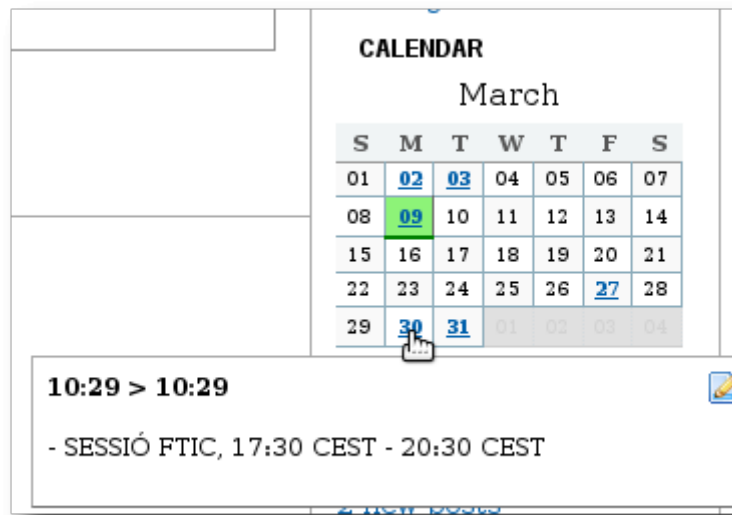 CALENDAR
March
S M T W T F S
01 02 03 04 05 06 07
08 09 10 11 12 13 14
15 16 17 18 19 20 21
22 23 24 25 26 27 28
29 30 31 01 02 03 04
10:29 > 10:29
- SESSIÓ FTIC, 17:30 CEST - 20:30 CEST
2 new posts